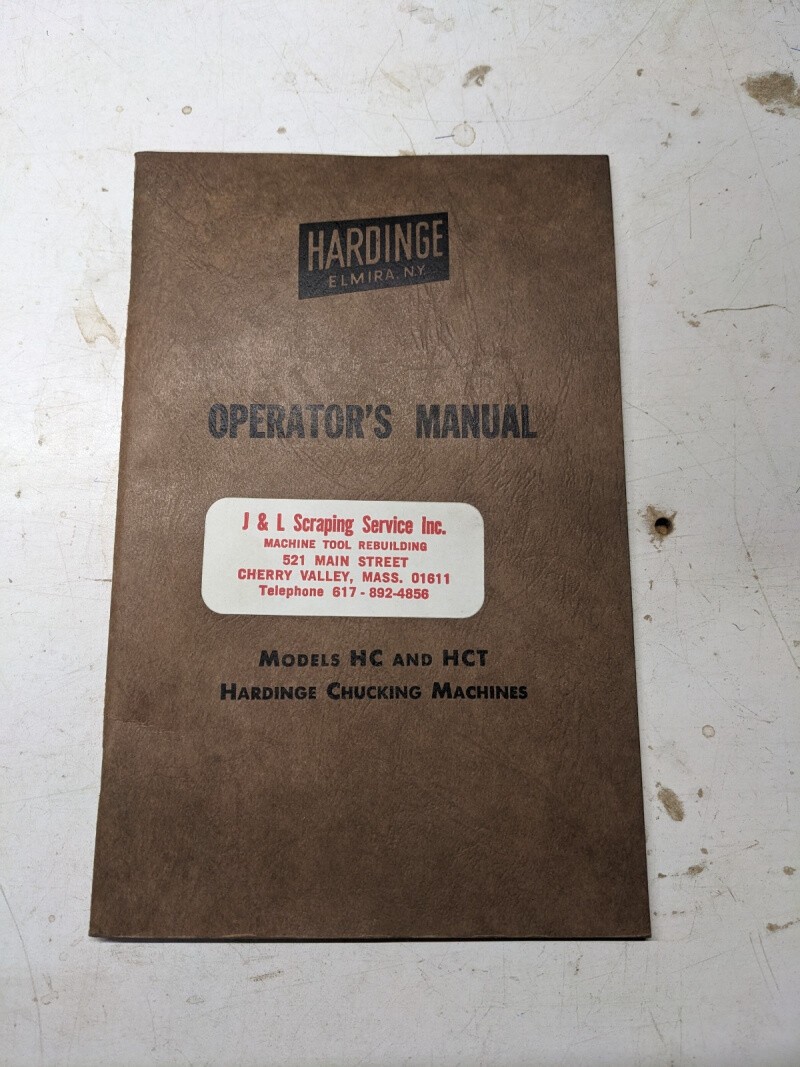 HARDINGE
ELMIRA, N.Y.
OPERATOR'S MANUAL
J & L Scraping Service Inc.
MACHINE TOOL REBUILDING
521 MAIN STREET
CHERRY VALLEY, MASS. 01611
Telephone 617 - 892-4856
MODELS HC AND HCT
HARDINGE CHUCKING MACHINES